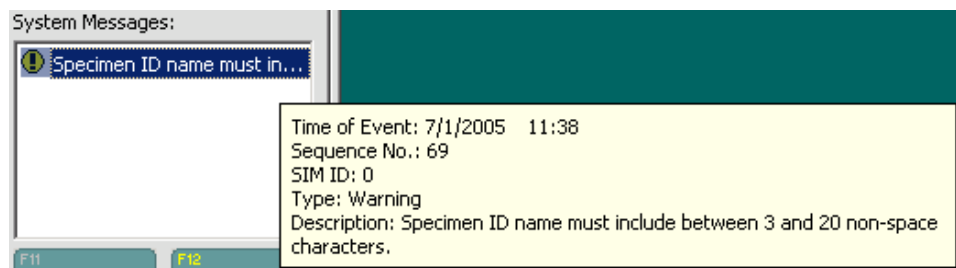 System Messages:
Specimen ID name must in...
Time of Event: 7/1/2005 11:38
Sequence No.: 69
SIM ID: 0
Type: Warning
Description: Specimen ID name must include between 3 and 20 non-space
characters.
F11
F12